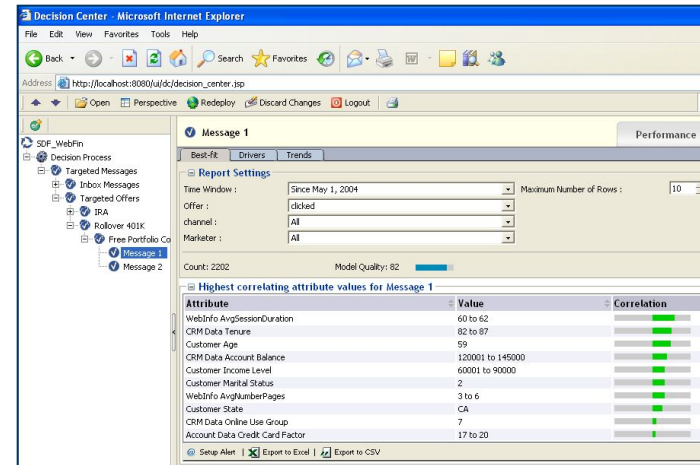 Decision Center - Microsoft Internet Explorer
File Edit View Favorites Tools Help
Back Search Favorites
Address http://localhost:8080/ui/dc/decision_center.jsp
Open Perspective Redeploy Discard Changes Logout
SDF_WebFin
Decision Process
Targeted Messages
Inbox Messages
Targeted Offers
IRA
Rollover 401K
Free Portfolio Co
Message 1
Message 2
Message 1 Performance
Best-fit Drivers Trends
Report Settings
Time Window : Since May 1, 2004 Maximum Number of Rows : 10
Offer : clicked
channel : All
Marketer : All
Count: 2202 Model Quality: 82
Highest correlating attribute values for Message 1
Attribute Value Correlation
WebInfo AvgSessionDuration 60 to 62
CRM Data Tenure 82 to 87
Customer Age 59
CRM Data Account Balance 120001 to 145000
Customer Income Level 60001 to 90000
Customer Marital Status 2
WebInfo AvgNumberPages 3 to 6
Customer State CA
CRM Data Online Use Group 7
Account Data Credit Card Factor 17 to 20
Setup Alert | Export to Excel | Export to CSV